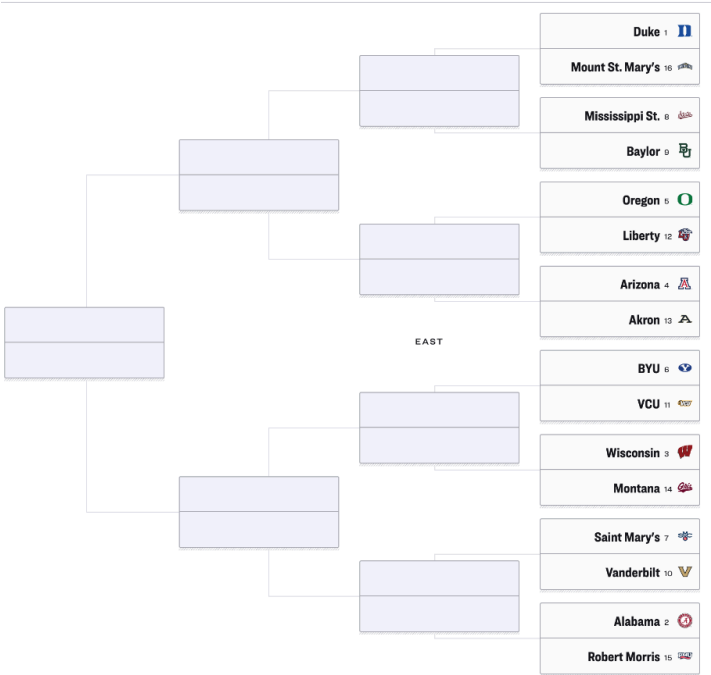 Duke 1
Mount St. Mary's 16
Mississippi St. 8
Baylor 9
Oregon 5
Liberty 12
Arizona 4
Akron 13
EAST
BYU 6
VCU 11
Wisconsin 3
Montana 14
Saint Mary's 7
Vanderbilt 10
Alabama 2
Robert Morris 15